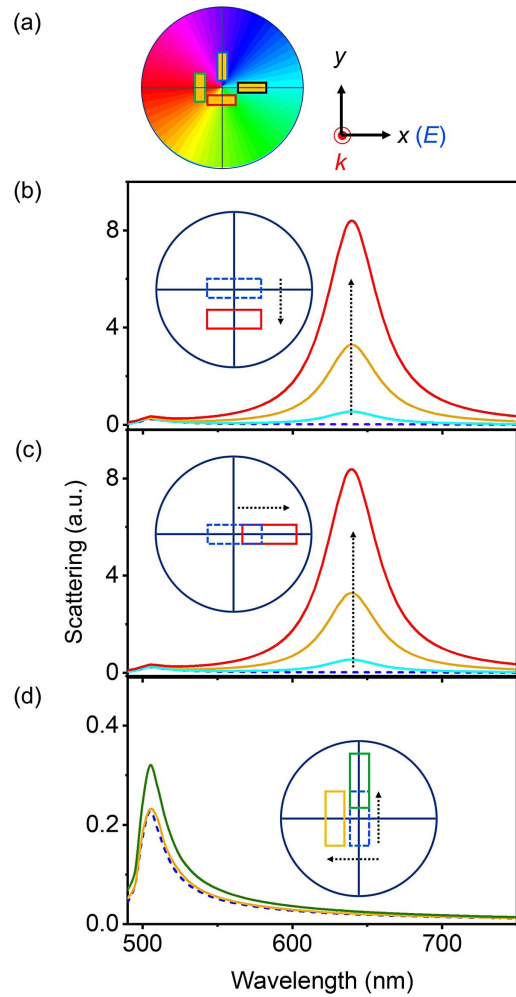 (a)
y
x (E)
k
(b)
8
4
0
(c)
8
4
0
Scattering (a.u.)
(d)
0.4
0.2
0.0
500 600 700
Wavelength (nm)